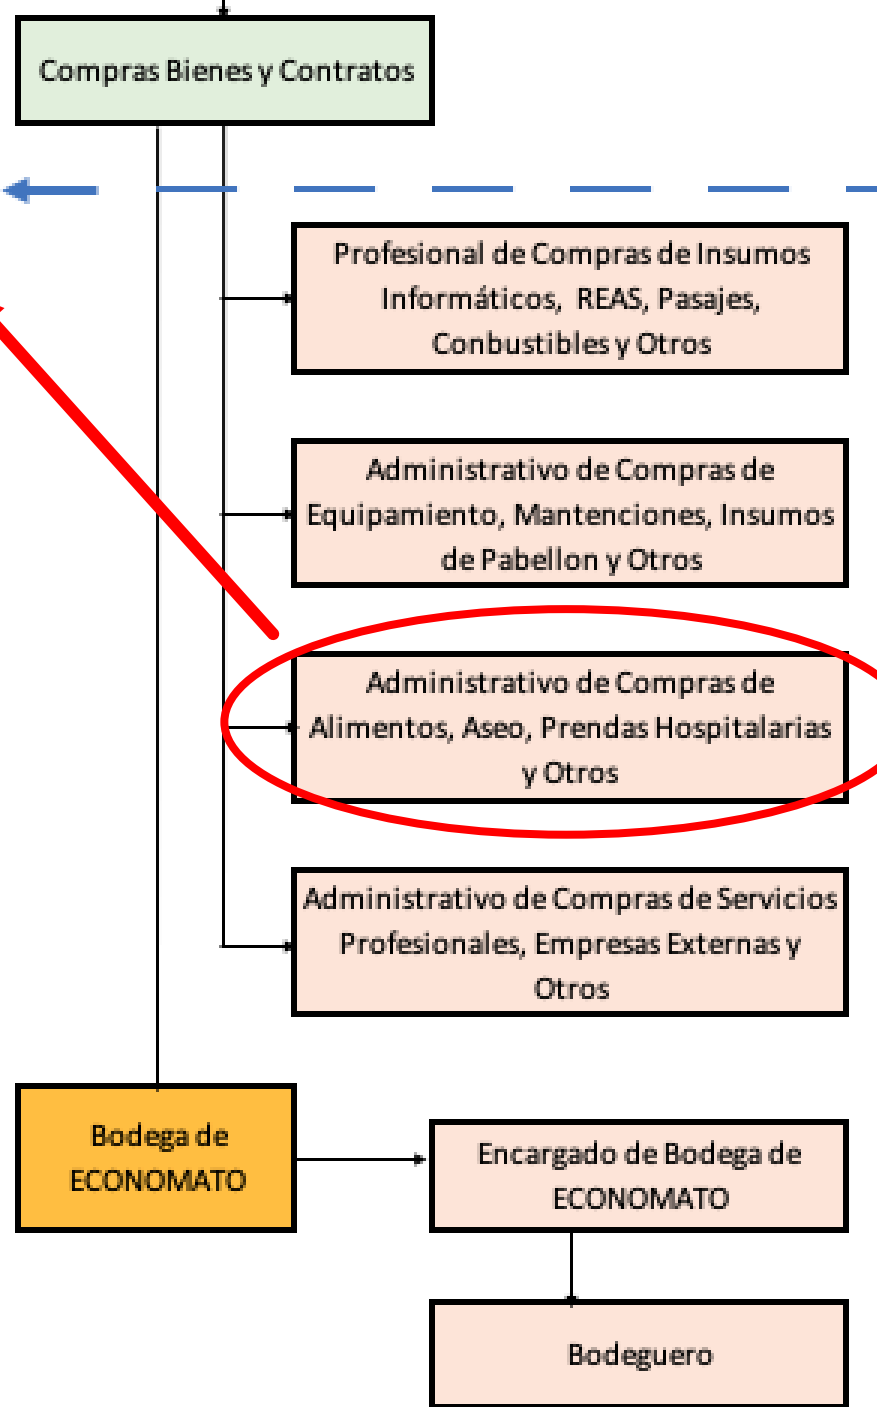 Compras Bienes y Contratos
Profesional de Compras de Insumos
Informáticos, REAS, Pasajes,
Conbustibles y Otros
Administrativo de Compras de
Equipamiento, Mantenciones, Insumos
de Pabellon y Otros
Administrativo de Compras de
Alimentos, Aseo, Prendas Hospitalarias
y Otros
Administrativo de Compras de Servicios
Profesionales, Empresas Externas y
Otros
Bodega de
ECONOMATO
Encargado de Bodega de
ECONOMATO
Bodeguero